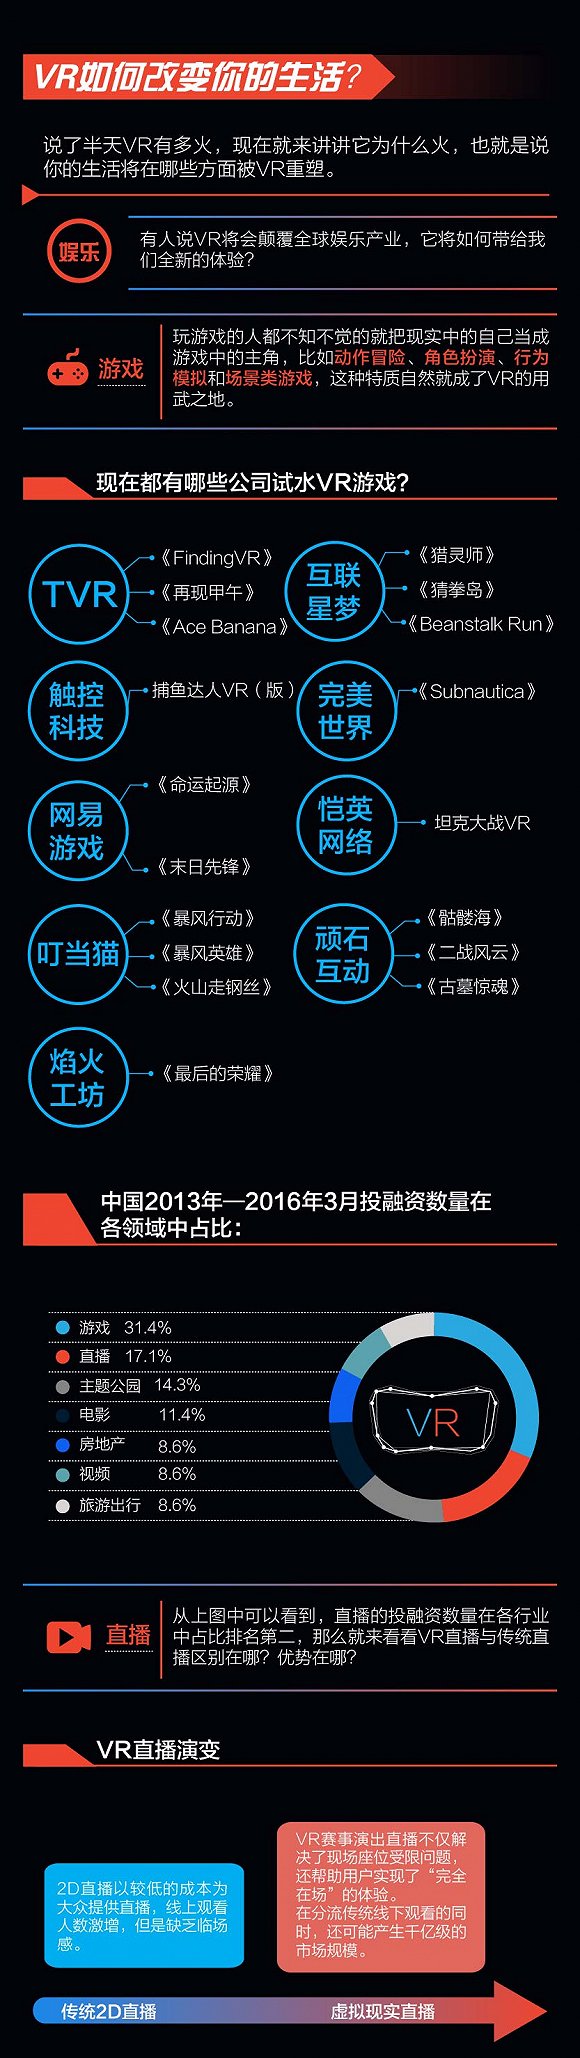 VR如何改变你的生活?
说了半天VR有多火，现在就来讲讲它为什么火，也就是说
你的生活将在哪些方面被VR重塑。
娱乐
有人说VR将会颠覆全球娱乐产业，它将如何带给我
们全新的体验?
游戏
玩游戏的人都不知不觉的就把现实中的自己当成
游戏中的主角，比如动作冒险、角色扮演、行为
模拟和场景类游戏，这种特质自然就成了VR的用
武之地。
现在都有哪些公司试水VR游戏?
TVR
《FindingVR》
《再现甲午》
《Ace Banana》
互联
星梦
《猎灵师》
《猜拳岛》
《Beanstalk Run》
触控
科技
捕鱼达人VR（版）
完美
世界
《Subnautica》
网易
游戏
《命运起源》
《末日先锋》
恺英
网络
坦克大战VR
叮当猫
《暴风行动》
《暴风英雄》
《火山走钢丝》
顽石
互动
《骷髅海》
《二战风云》
《古墓惊魂》
焰火
工坊
《最后的荣耀》
中国2013年—2016年3月投融资数量在
各领域中占比：
游戏 31.4%
直播 17.1%
主题公园 14.3%
电影 11.4%
房地产 8.6%
视频 8.6%
旅游出行 8.6%
VR
直播
从上图中可以看到，直播的投融资数量在各行业
中占比排名第二，那么就来看看VR直播与传统直
播区别在哪? 优势在哪?
VR直播演变
2D直播以较低的成本为
大众提供直播，线上观看
人数激增，但是缺乏临场
感。
VR赛事演出直播不仅解
决了现场座位受限问题，
还帮助用户实现了“完全
在场”的体验。
在分流传统线下观看的同
时，还可能产生千亿级的
市场规模。
传统2D直播
虚拟现实直播